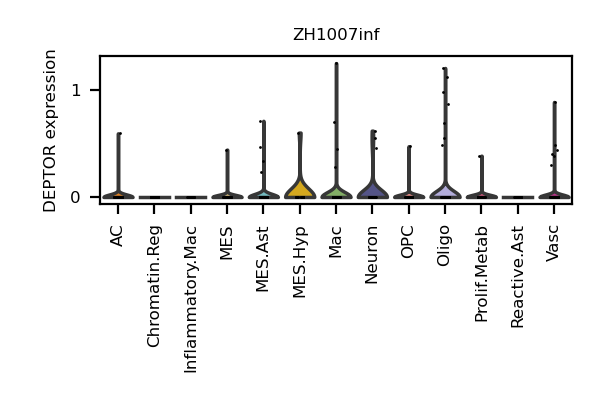 ZH1007inf
DEPTOR expression
1
0
AC
Chromatin.Reg
Inflammatory.Mac
MES
MES.Ast
MES.Hyp
Mac
Neuron
OPC
Oligo
Prolif.Metab
Reactive.Ast
Vasc